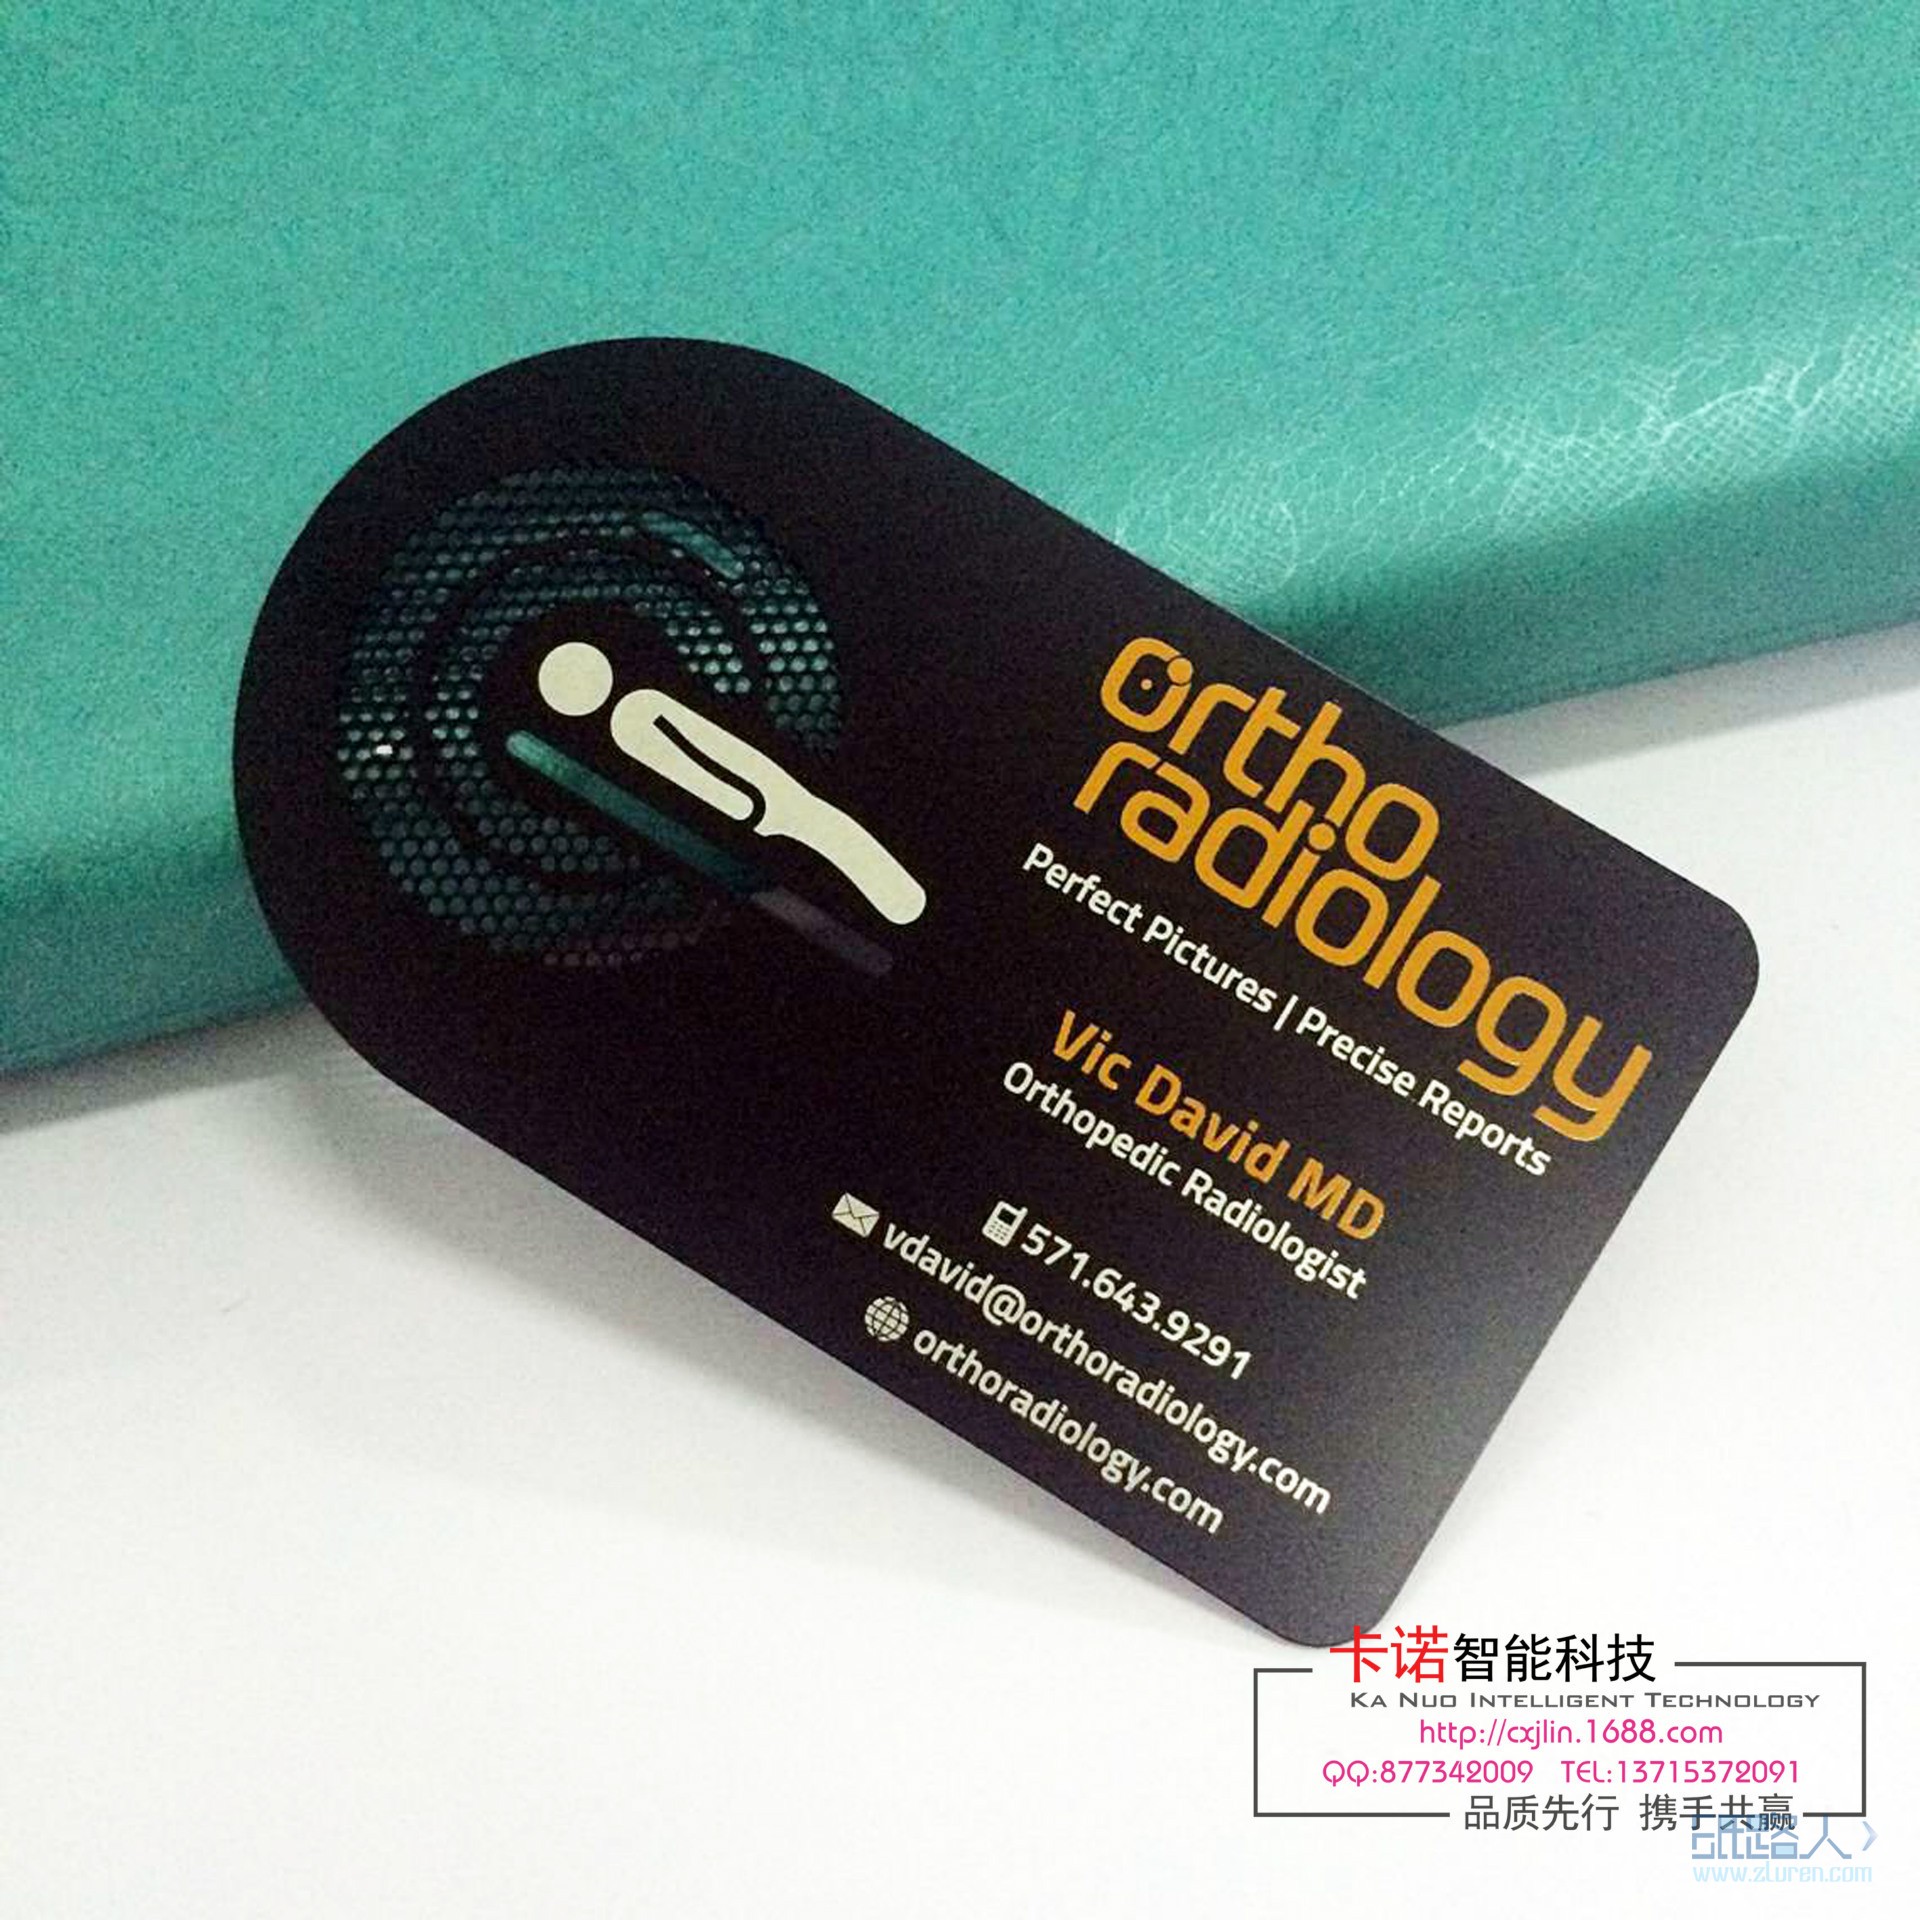 ortho
radiology
Perfect Pictures | Precise Reports
Vic David MD
Orthopedic Radiologist
571.643.9291
vdavid@orthoradiology.com
orthoradiology.com
卡诺智能科技
KA NUO INTELLIGENT TECHNOLOGY
http://cxjlin.1688.com
QQ:877342009 TEL:13715372091
品质先行 携手共赢
www.zluren.com